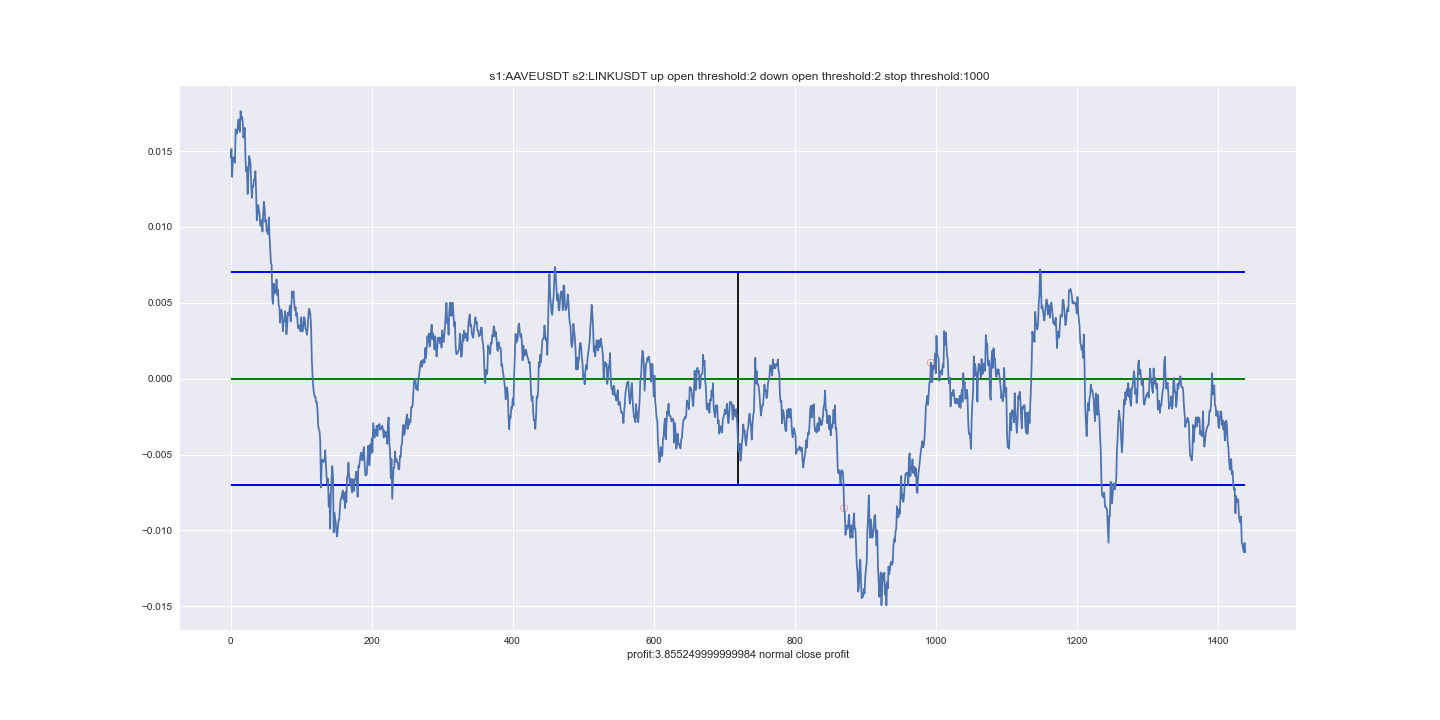 s1:AAVEUSDT s2:LINKUSDT up open threshold:2 down open threshold:2 stop threshold:1000
0.015
0.010
0.005
0.000
−0.005
−0.010
−0.015
0 200 400 600 800 1000 1200 1400
profit:3.855249999999984 normal close profit